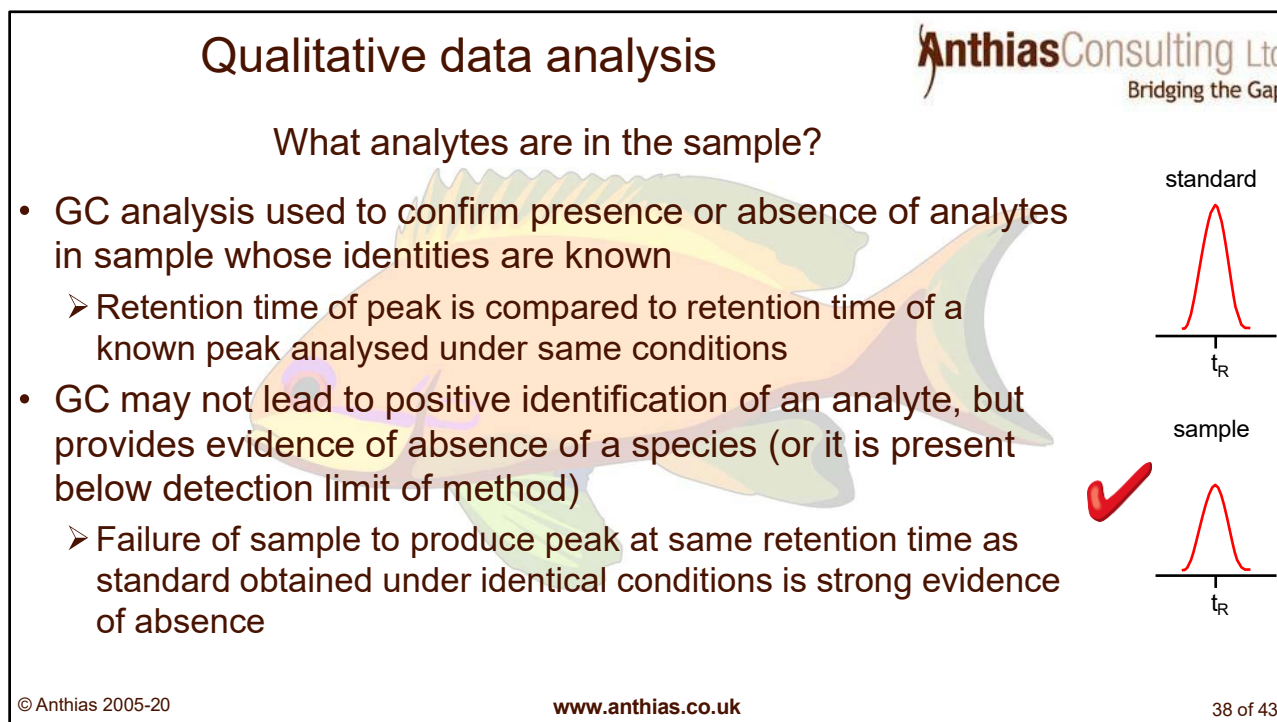 Qualitative data analysis
AnthiasConsulting Ltd
Bridging the Gap
What analytes are in the sample?
• GC analysis used to confirm presence or absence of analytes
in sample whose identities are known
➢ Retention time of peak is compared to retention time of a
known peak analysed under same conditions
• GC may not lead to positive identification of an analyte, but
provides evidence of absence of a species (or it is present
below detection limit of method)
➢ Failure of sample to produce peak at same retention time as
standard obtained under identical conditions is strong evidence
of absence
standard
tR
sample
tR
© Anthias 2005-20
www.anthias.co.uk
38 of 43